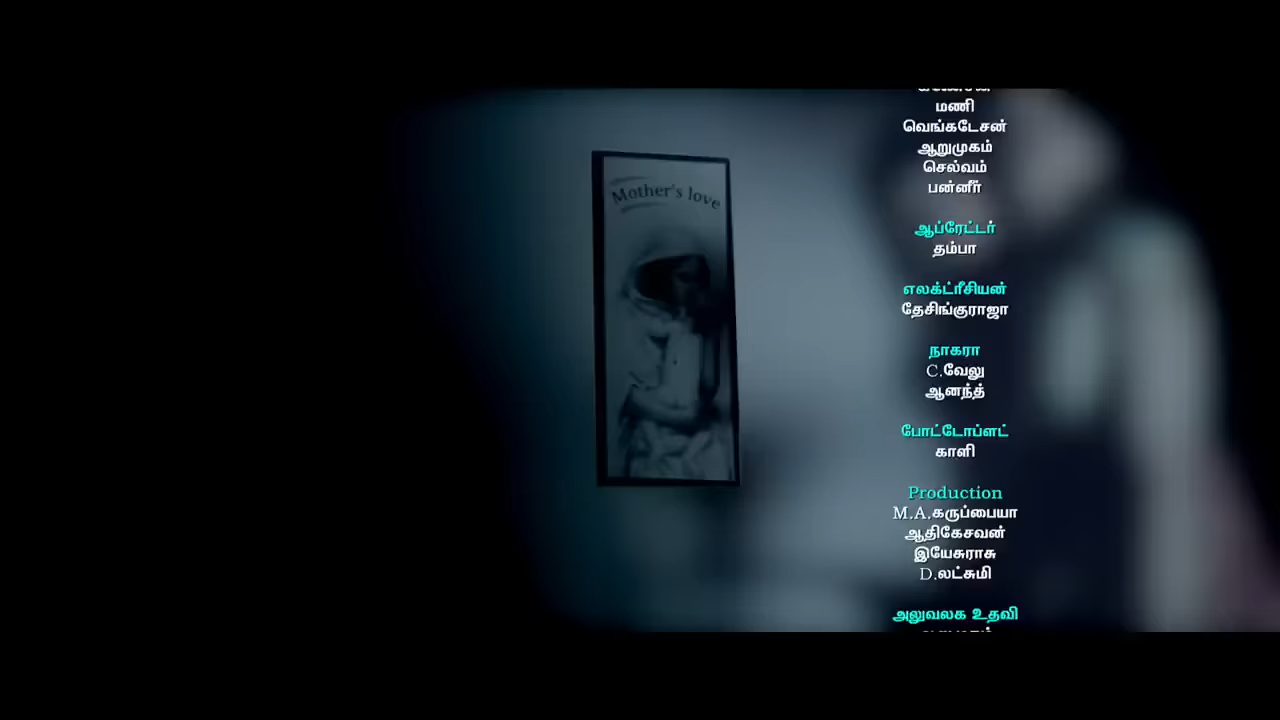 Mother's love
மணி
வெங்கடேசன்
ஆறுமுகம்
செல்வம்
பன்னீர்
ஆப்ரேட்டர்
தம்பா
எலக்ட்ரீசியன்
தேசிங்குராஜா
நாகரா
C.வேலு
ஆனந்த்
போட்டோப்ளட்
காளி
Production
M.A.கருப்பையா
ஆதிகேசவன்
இயேசுராசு
D.லட்சுமி
அலுவலக உதவி